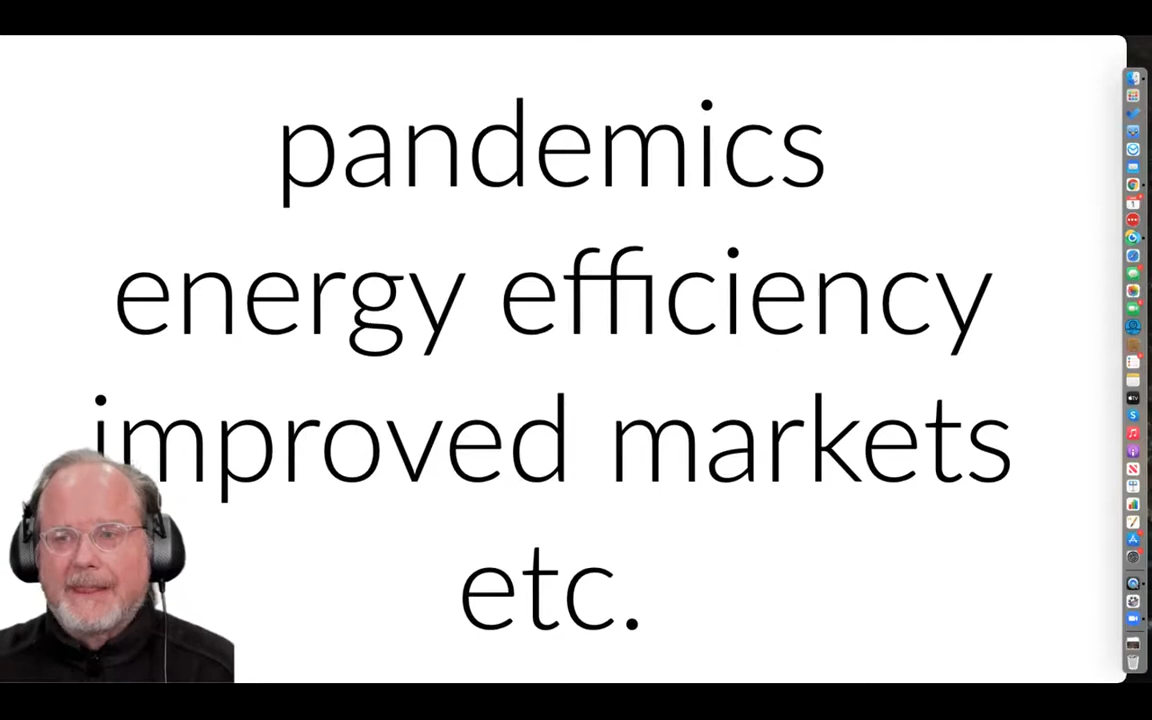 pandemics
energy efficiency
improved markets
etc.